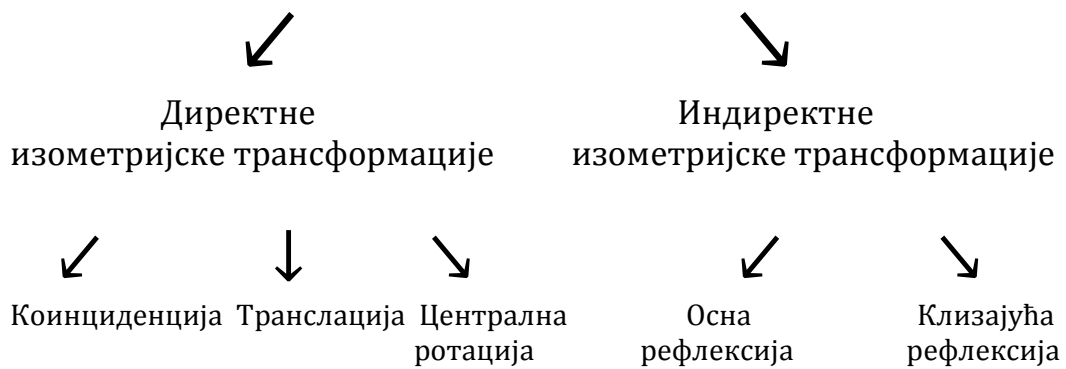 Директне
изометријске трансформације
Индиректне
изометријске трансформације
Коинциденција
Транслација
Централна
ротација
Осна
рефлексија
Клизајућа
рефлексија